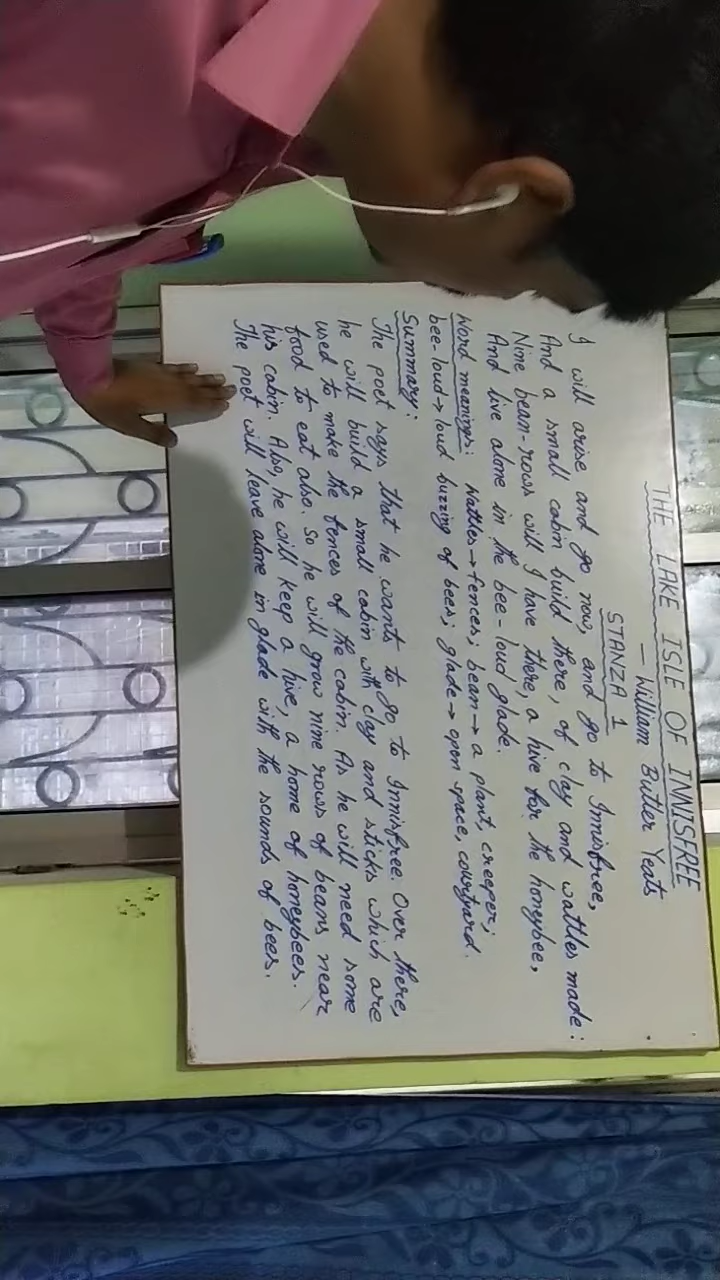 THE LAKE ISLE OF INNISFREE
— William Butler Yeats
STANZA 1
I will arise and go now, and go to Innisfree,
And a small cabin build there, of clay and wattles made:
Nine bean-rows will I have there, a hive for the honeybee,
And live alone in the bee-loud glade.
Word meanings: Wattles→fences; bean→a plant, creeper;
bee-loud→loud buzzing of bees; glade→open space, courtyard.
Summary:
The poet says that he wants to go to Innisfree. Over there,
he will build a small cabin with clay and sticks which are
used to make the fences of the cabin. As he will need some
food to eat also. So he will grow nine rows of beans near
his cabin. Also, he will keep a hive, a home of honeybees.
The poet will leave alone in glade with the sounds of bees.